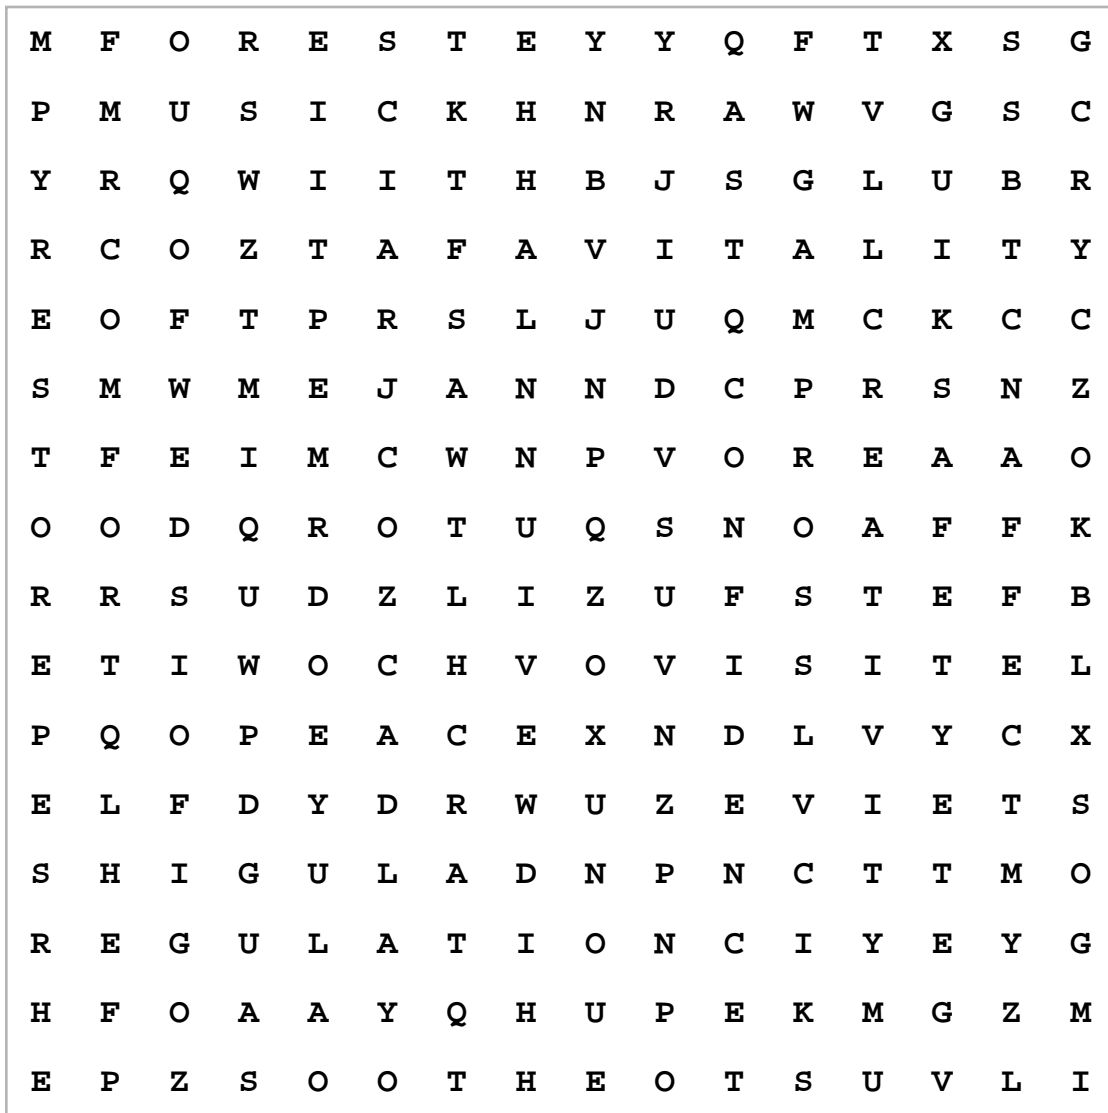 M F O R E S T E Y Y Q F T X S G
P M U S I C K H N R A W V G S C
Y R Q W I I T H B J S G L U B R
R C O Z T A F A V I T A L I T Y
E O F T P R S L J U Q M C K C C
S M W M E J A N N D C P R S N Z
T F E I M C W N P V O R E A A O
O O D Q R O T U Q S N O A F F K
R R S U D Z L I Z U F S T E F B
E T I W O C H V O V I S I T E L
P Q O P E A C E X N D L V Y C X
E L F D Y D R W U Z E V I E T S
S H I G U L A D N P N C T T M O
R E G U L A T I O N C I Y E Y G
H F O A A Y Q H U P E K M G Z M
E P Z S O O T H E O T S U V L I